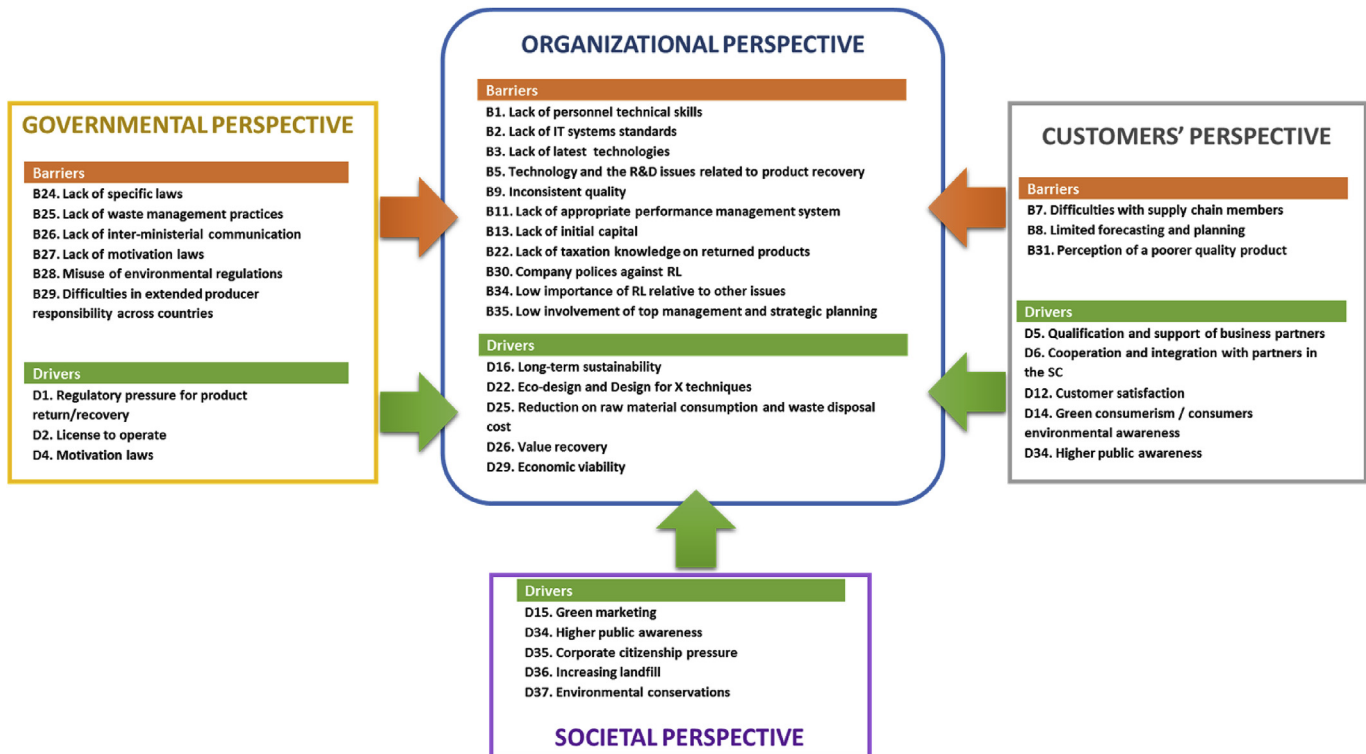 ORGANIZATIONAL PERSPECTIVE
Barriers
B1. Lack of personnel technical skills
B2. Lack of IT systems standards
B3. Lack of latest technologies
B5. Technology and the R&D issues related to product recovery
B9. Inconsistent quality
B11. Lack of appropriate performance management system
B13. Lack of initial capital
B22. Lack of taxation knowledge on returned products
B30. Company polices against RL
B34. Low importance of RL relative to other issues
B35. Low involvement of top management and strategic planning
Drivers
D16. Long-term sustainability
D22. Eco-design and Design for X techniques
D25. Reduction on raw material consumption and waste disposal
cost
D26. Value recovery
D29. Economic viability
GOVERNMENTAL PERSPECTIVE
Barriers
B24. Lack of specific laws
B25. Lack of waste management practices
B26. Lack of inter-ministerial communication
B27. Lack of motivation laws
B28. Misuse of environmental regulations
B29. Difficulties in extended producer
responsibility across countries
Drivers
D1. Regulatory pressure for product
return/recovery
D2. License to operate
D4. Motivation laws
CUSTOMERS' PERSPECTIVE
Barriers
B7. Difficulties with supply chain members
B8. Limited forecasting and planning
B31. Perception of a poorer quality product
Drivers
D5. Qualification and support of business partners
D6. Cooperation and integration with partners in
the SC
D12. Customer satisfaction
D14. Green consumerism / consumers
environmental awareness
D34. Higher public awareness
Drivers
D15. Green marketing
D34. Higher public awareness
D35. Corporate citizenship pressure
D36. Increasing landfill
D37. Environmental conservations
SOCIETAL PERSPECTIVE